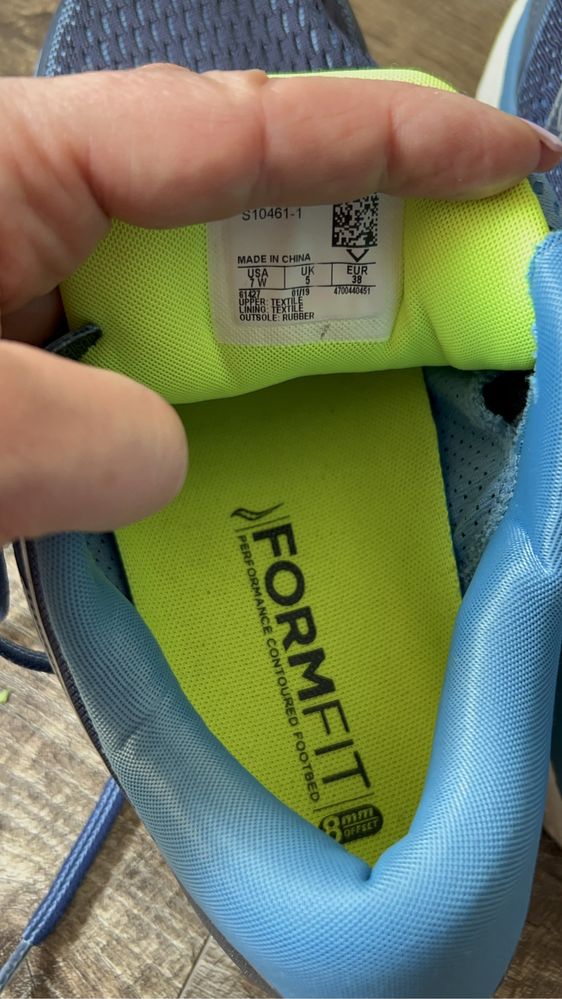 S10461-1
MADE IN CHINA
USA UK EUR
7 W 5 38
61427 01/19 4700440451
UPPER: TEXTILE
LINING: TEXTILE
OUTSOLE: RUBBER
FORMFIT
PERFORMANCE CONTOURED FOOTBED
8mm
OFFSET